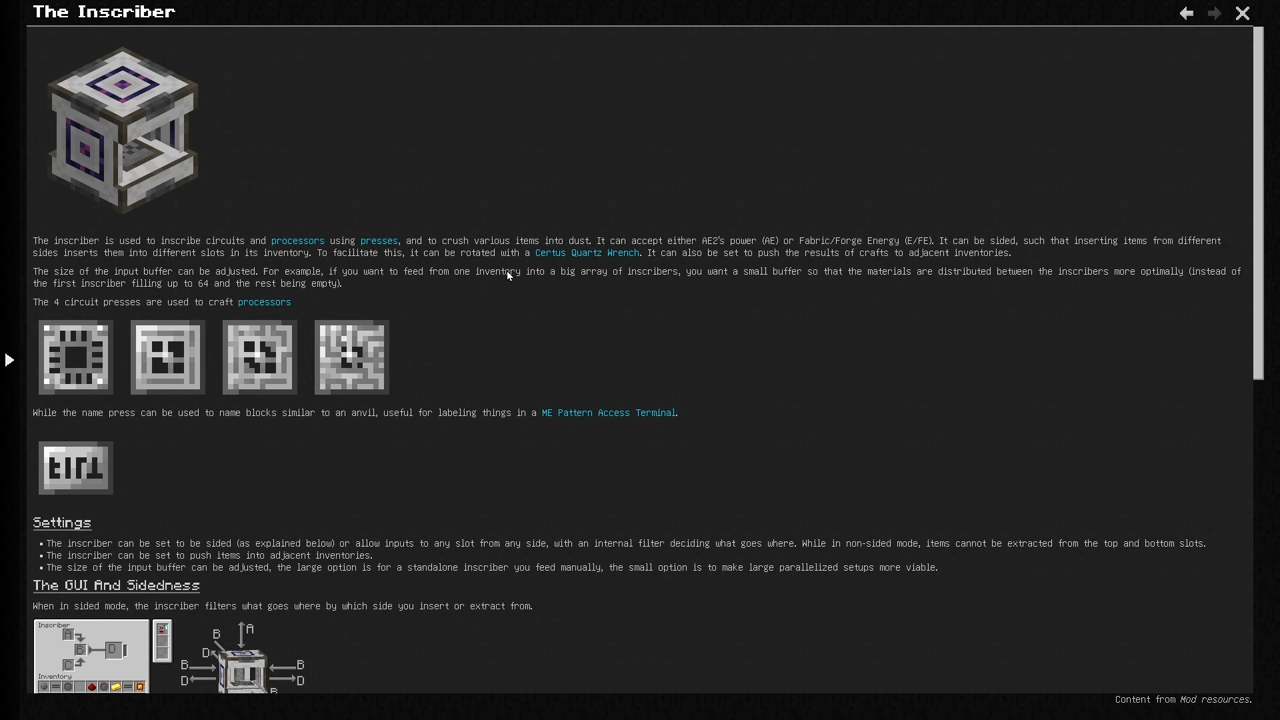 The Inscriber
The inscriber is used to inscribe circuits and processors using presses, and to crush various items into dust. It can accept either AE2's power (AE) or Fabric/Forge Energy (E/FE). It can be sided, such that inserting items from different
sides inserts them into different slots in its inventory. To facilitate this, it can be rotated with a Certus Quartz Wrench. It can also be set to push the results of crafts to adjacent inventories.
The size of the input buffer can be adjusted. For example, if you want to feed from one inventory into a big array of inscribers, you want a small buffer so that the materials are distributed between the inscribers more optimally (instead of
the first inscriber filling up to 64 and the rest being empty).
The 4 circuit presses are used to craft processors
While the name press can be used to name blocks similar to an anvil, useful for labeling things in a ME Pattern Access Terminal.
Settings
• The inscriber can be set to be sided (as explained below) or allow inputs to any slot from any side, with an internal filter deciding what goes where. While in non-sided mode, items cannot be extracted from the top and bottom slots.
• The inscriber can be set to push items into adjacent inventories.
• The size of the input buffer can be adjusted, the large option is for a standalone inscriber you feed manually, the small option is to make large parallelized setups more viable.
The GUI And Sidedness
When in sided mode, the inscriber filters what goes where by which side you insert or extract from.
Inscriber
A
B
C
D
Inventory
A
B
D
B
B
D
D
B
Content from Mod resources.